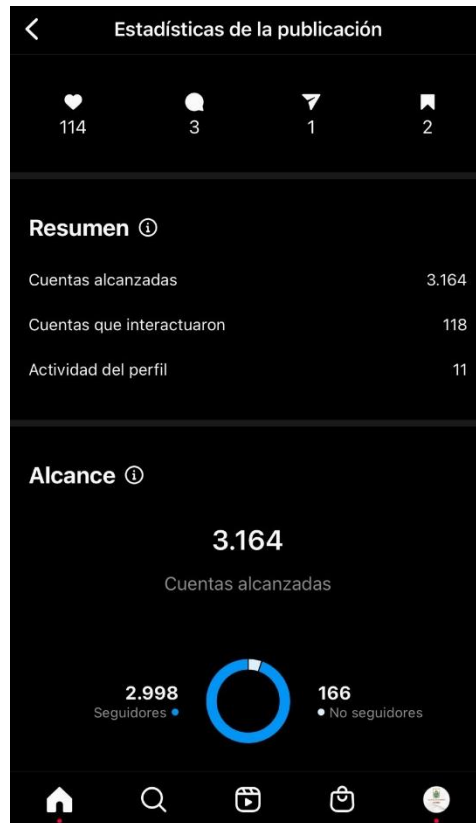 Estadísticas de la publicación
114 3 1 2
Resumen
Cuentas alcanzadas 3.164
Cuentas que interactuaron 118
Actividad del perfil 11
Alcance
3.164
Cuentas alcanzadas
2.998 166
Seguidores No seguidores